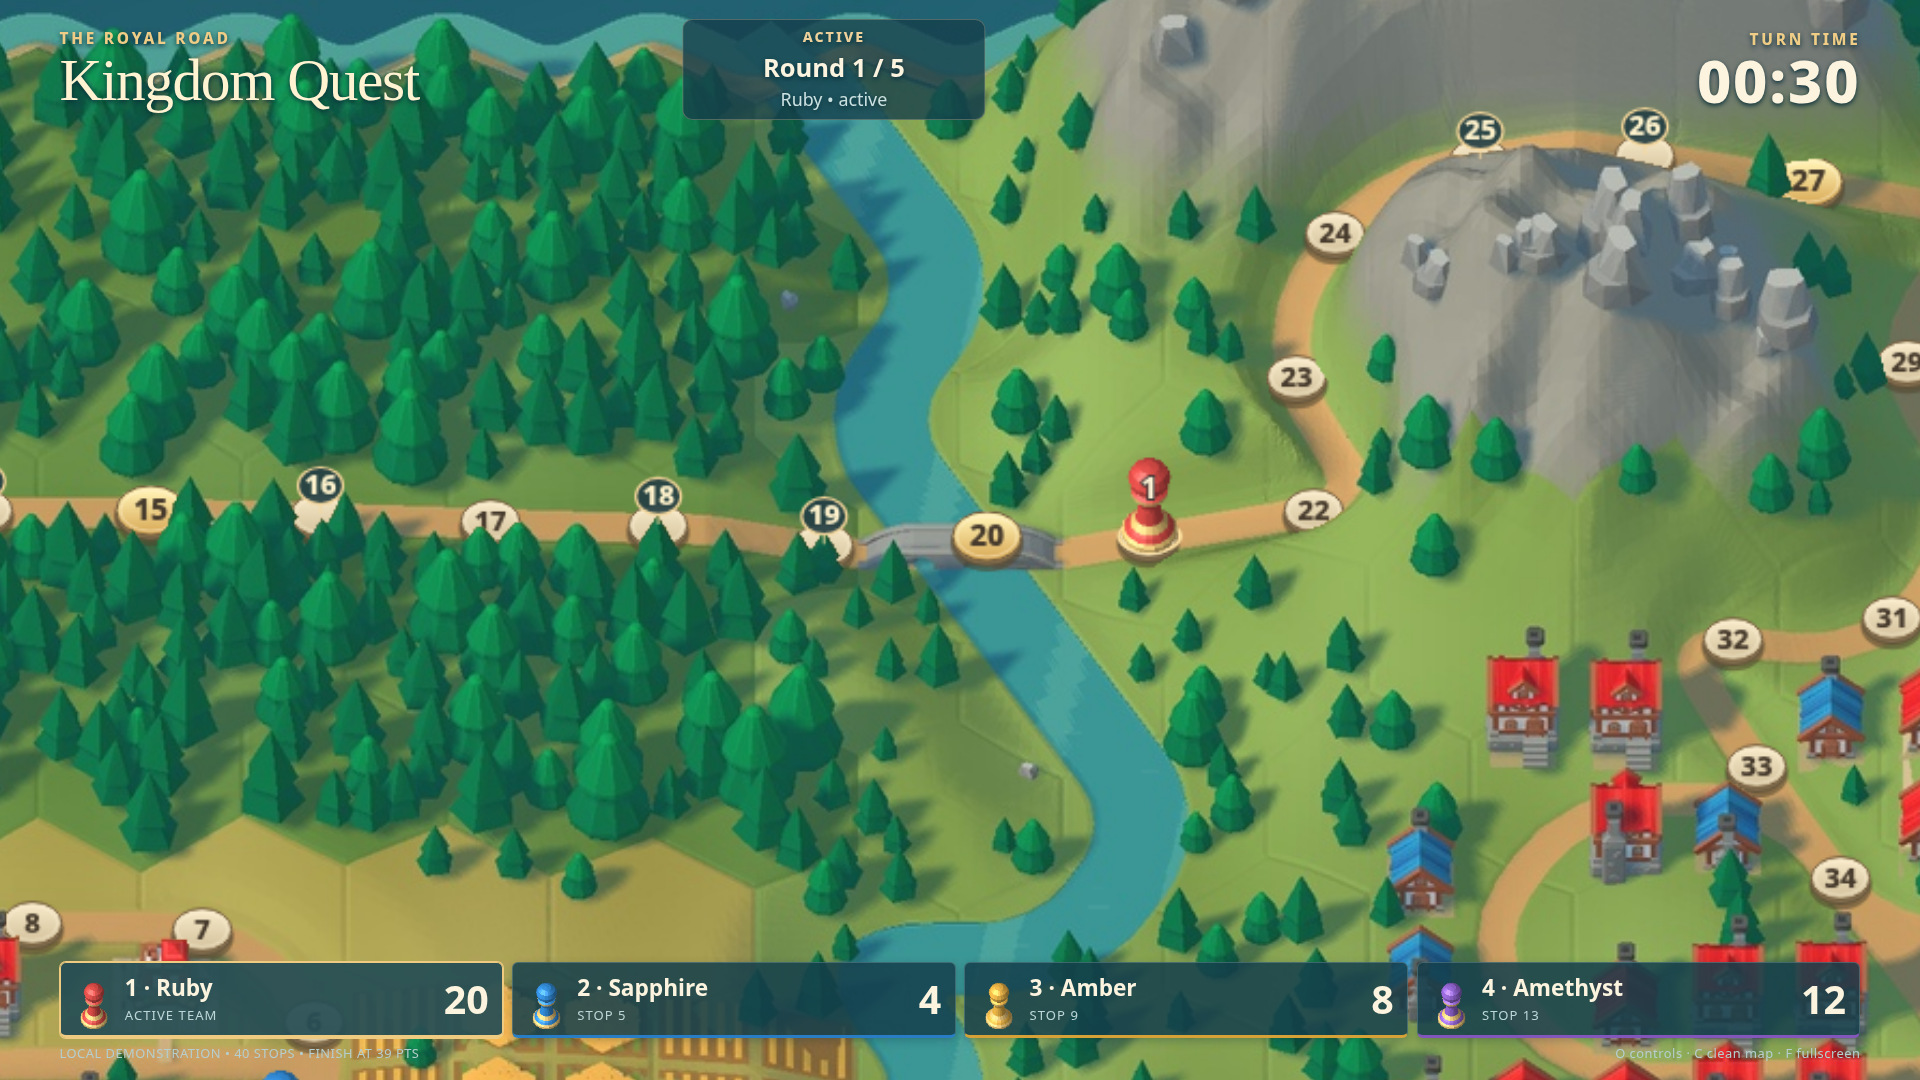 THE ROYAL ROAD
Kingdom Quest
ACTIVE
Round 1 / 5
Ruby • active
TURN TIME
00:30
25
26
27
24
29
23
1
16
15
18
17
19
20
22
31
32
33
34
8
7
6
1 · Ruby
ACTIVE TEAM
20
2 · Sapphire
STOP 5
4
3 · Amber
STOP 9
8
4 · Amethyst
STOP 13
12
LOCAL DEMONSTRATION • 40 STOPS • FINISH AT 39 PTS
O controls · C clean map · F fullscreen